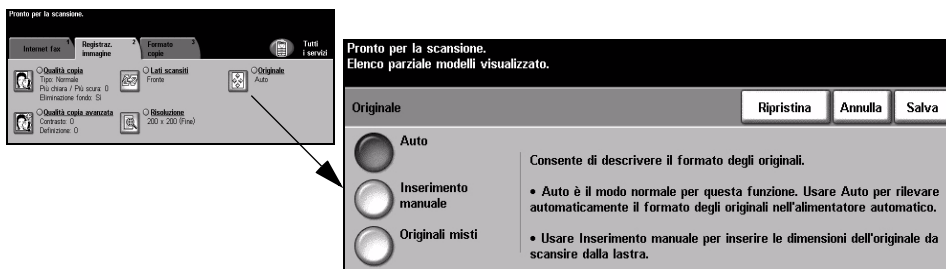 Pronto per la scansione.
Internet fax 1
Registraz. immagine 2
Formato copie 3
Tutti i servizi
Qualità copia
Tipo: Normale
Più chiara / Più scura: 0
Eliminazione fondo: Sì
Lati scansiti
Fronte
Originale
Auto
Qualità copia avanzata
Contrasto: 0
Definizione: 0
Risoluzione
200 x 200 (Fine)
Pronto per la scansione.
Elenco parziale modelli visualizzato.
Originale
Ripristina
Annulla
Salva
Auto
Inserimento
manuale
Originali misti
Consente di descrivere il formato degli originali.
• Auto è il modo normale per questa funzione. Usare Auto per rilevare
automaticamente il formato degli originali nell'alimentatore automatico.
• Usare Inserimento manuale per inserire le dimensioni dell'originale da
scansire dalla lastra.